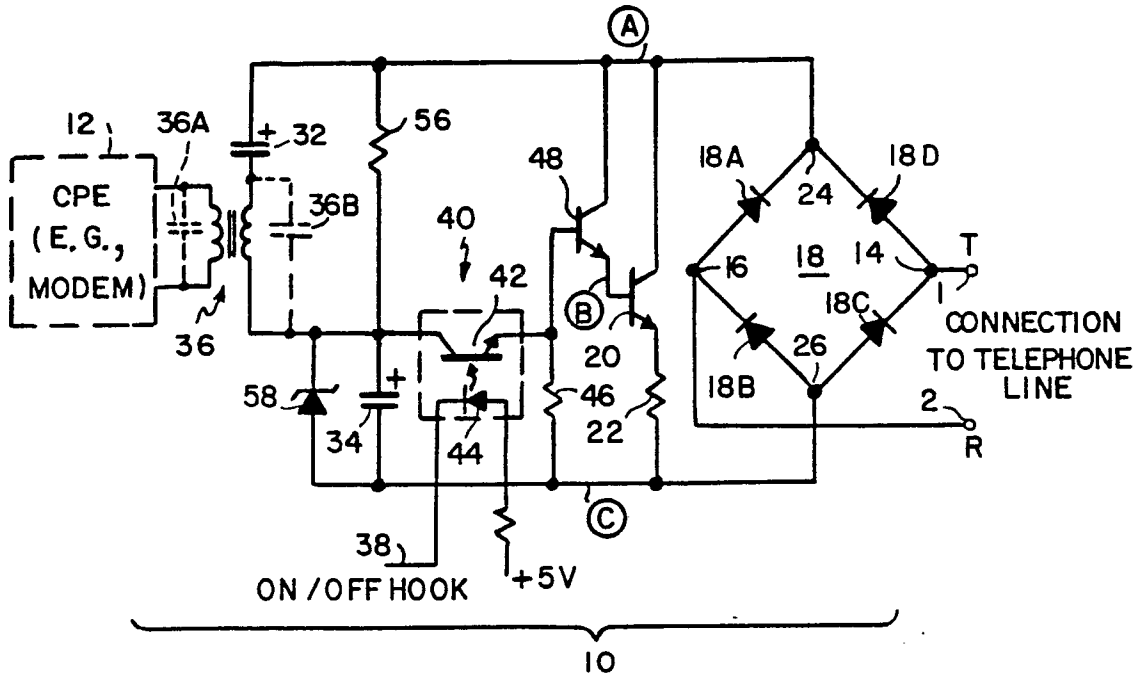 A
12
36A
32
56
48
18A
18D
24
CPE
(E.G.,
MODEM)
36B
40
42
16
18
14
T
1
36
B
20
18C
CONNECTION
TO TELEPHONE
LINE
58
34
44
46
22
18B
26
2
R
C
38
ON/OFF HOOK
+5V
10
+
+